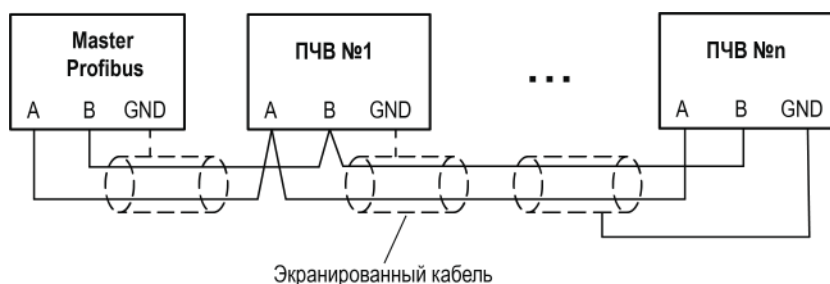 Master
Profibus
A B GND
ПЧВ №1
A B GND
...
ПЧВ №n
A B GND
Экранированный кабель